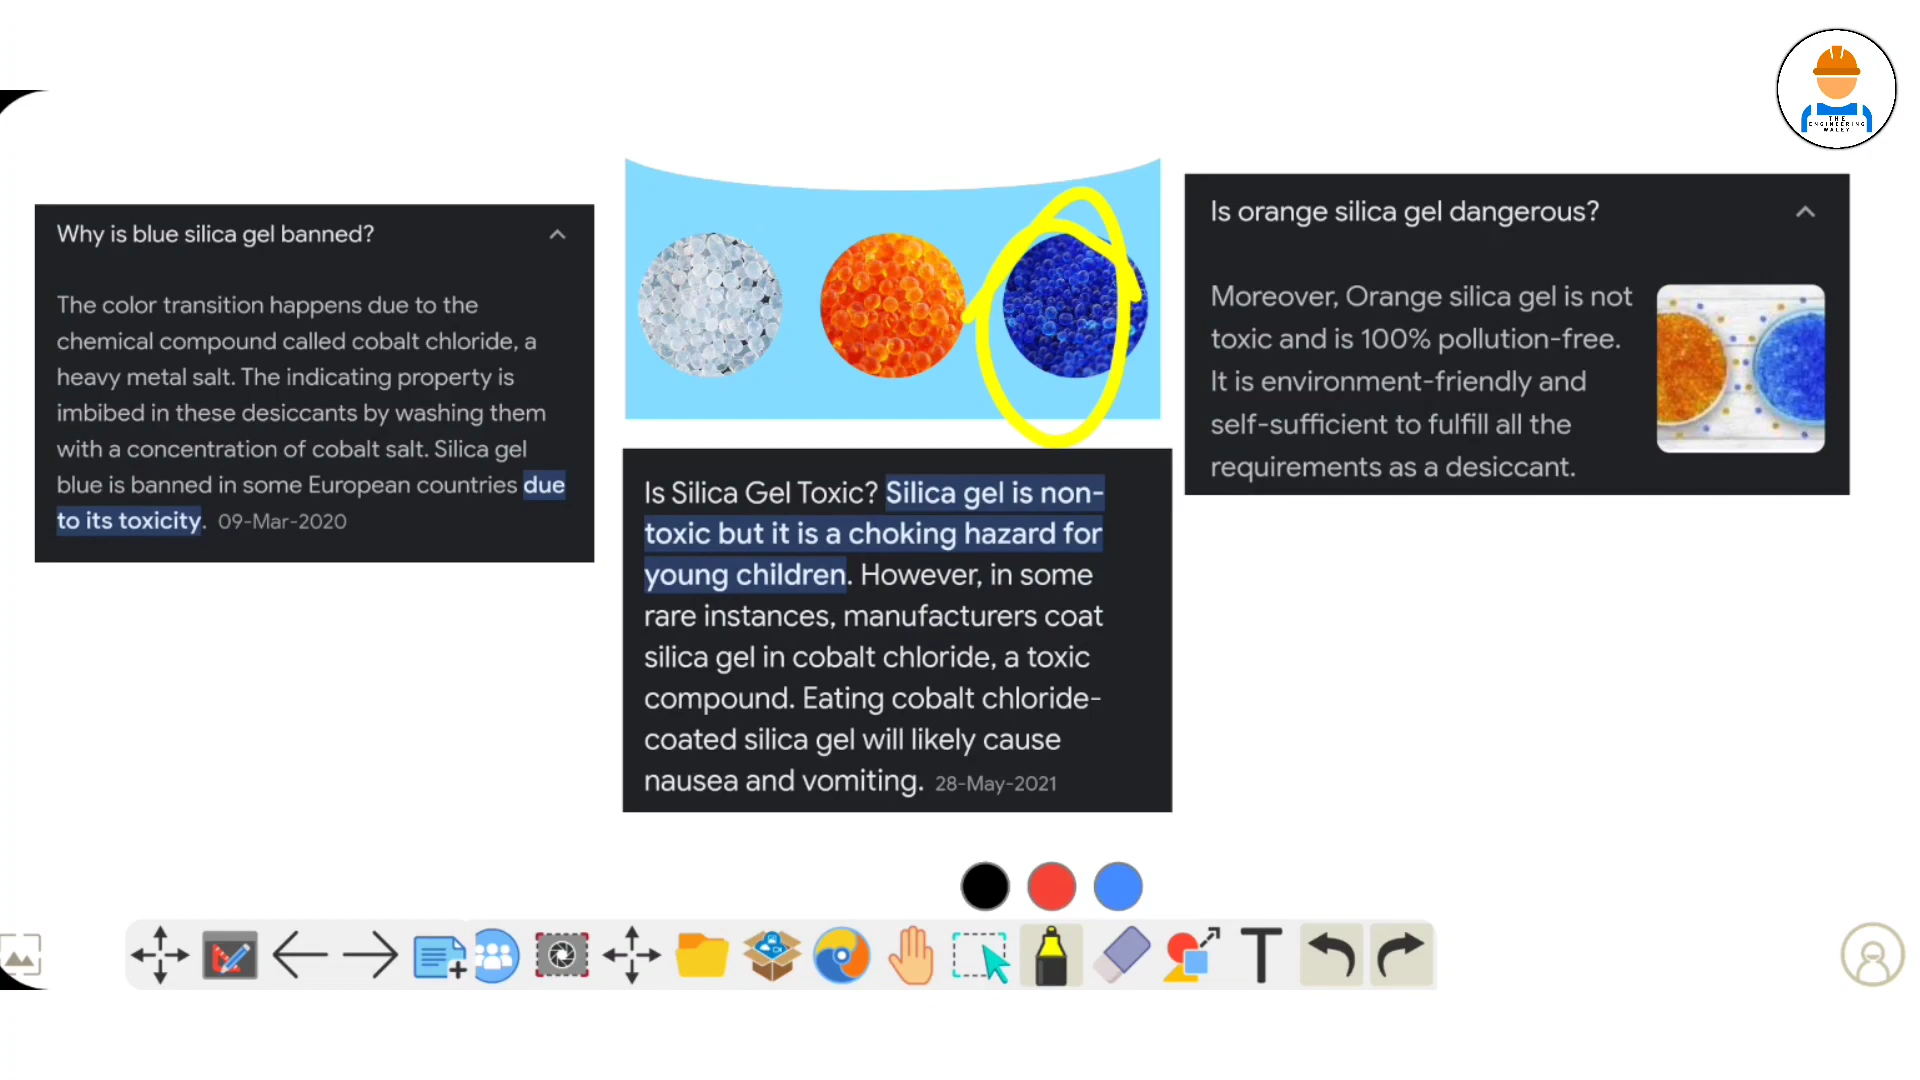 THE
ENGINEERING
WALEY
Why is blue silica gel banned?
The color transition happens due to the
chemical compound called cobalt chloride, a
heavy metal salt. The indicating property is
imbibed in these desiccants by washing them
with a concentration of cobalt salt. Silica gel
blue is banned in some European countries due
to its toxicity. 09-Mar-2020
Is Silica Gel Toxic? Silica gel is non-
toxic but it is a choking hazard for
young children. However, in some
rare instances, manufacturers coat
silica gel in cobalt chloride, a toxic
compound. Eating cobalt chloride-
coated silica gel will likely cause
nausea and vomiting. 28-May-2021
Is orange silica gel dangerous?
Moreover, Orange silica gel is not
toxic and is 100% pollution-free.
It is environment-friendly and
self-sufficient to fulfill all the
requirements as a desiccant.
T